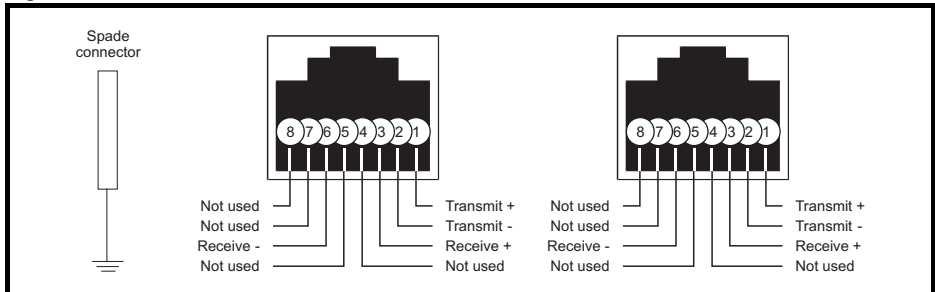 Spade
connector
8 7 6 5 4 3 2 1
Not used
Not used
Receive -
Not used
Transmit +
Transmit -
Receive +
Not used
8 7 6 5 4 3 2 1
Not used
Not used
Receive -
Not used
Transmit +
Transmit -
Receive +
Not used